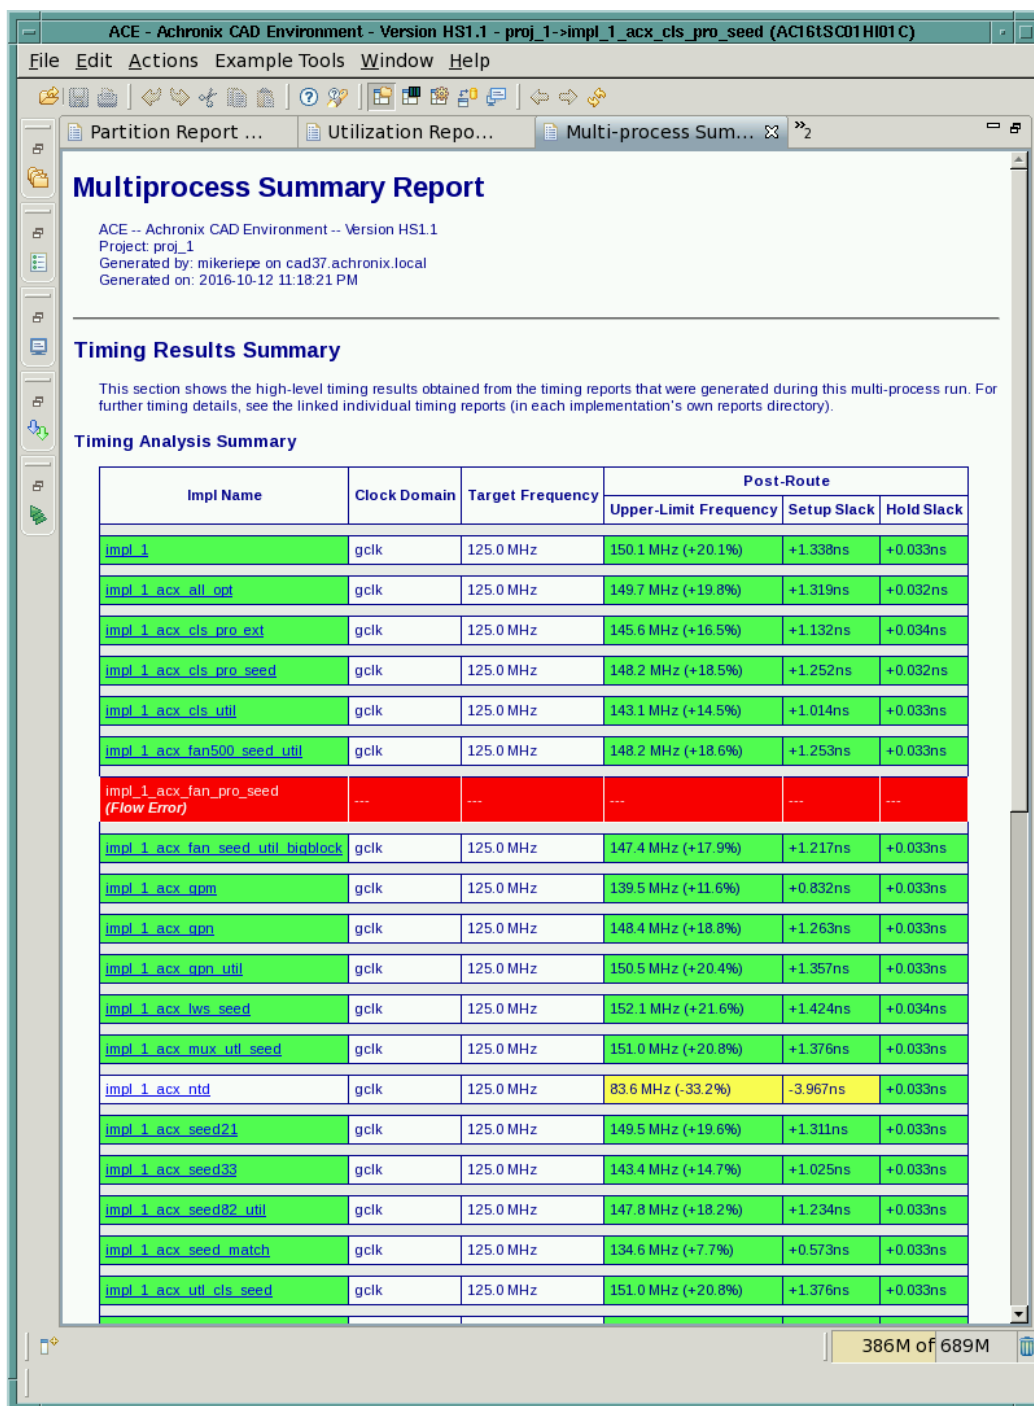 ACE - Achronix CAD Environment - Version HS1.1 - proj_1->impl_1_acx_cls_pro_seed (AC16tSC01HI01C)
File Edit Actions Example Tools Window Help
Partition Report ... Utilization Repo... Multi-process Sum... »2
Multiprocess Summary Report
ACE -- Achronix CAD Environment -- Version HS1.1
Project: proj_1
Generated by: mikeriepe on cad37.achronix.local
Generated on: 2016-10-12 11:18:21 PM
Timing Results Summary
This section shows the high-level timing results obtained from the timing reports that were generated during this multi-process run. For
further timing details, see the linked individual timing reports (in each implementation's own reports directory).
Timing Analysis Summary
Impl Name Clock Domain Target Frequency Post-Route
Upper-Limit Frequency Setup Slack Hold Slack
impl_1 gclk 125.0 MHz 150.1 MHz (+20.1%) +1.338ns +0.033ns
impl_1_acx_all_opt gclk 125.0 MHz 149.7 MHz (+19.8%) +1.319ns +0.032ns
impl_1_acx_cls_pro_ext gclk 125.0 MHz 145.6 MHz (+16.5%) +1.132ns +0.034ns
impl_1_acx_cls_pro_seed gclk 125.0 MHz 148.2 MHz (+18.5%) +1.252ns +0.032ns
impl_1_acx_cls_util gclk 125.0 MHz 143.1 MHz (+14.5%) +1.014ns +0.033ns
impl_1_acx_fan500_seed_util gclk 125.0 MHz 148.2 MHz (+18.6%) +1.253ns +0.033ns
impl_1_acx_fan_pro_seed
(Flow Error) --- --- --- --- ---
impl_1_acx_fan_seed_util_bigblock gclk 125.0 MHz 147.4 MHz (+17.9%) +1.217ns +0.033ns
impl_1_acx_gpm gclk 125.0 MHz 139.5 MHz (+11.6%) +0.832ns +0.033ns
impl_1_acx_gpn gclk 125.0 MHz 148.4 MHz (+18.8%) +1.263ns +0.033ns
impl_1_acx_gpn_util gclk 125.0 MHz 150.5 MHz (+20.4%) +1.357ns +0.033ns
impl_1_acx_lws_seed gclk 125.0 MHz 152.1 MHz (+21.6%) +1.424ns +0.034ns
impl_1_acx_mux_utl_seed gclk 125.0 MHz 151.0 MHz (+20.8%) +1.376ns +0.033ns
impl_1_acx_ntd gclk 125.0 MHz 83.6 MHz (-33.2%) -3.967ns +0.033ns
impl_1_acx_seed21 gclk 125.0 MHz 149.5 MHz (+19.6%) +1.311ns +0.033ns
impl_1_acx_seed33 gclk 125.0 MHz 143.4 MHz (+14.7%) +1.025ns +0.033ns
impl_1_acx_seed82_util gclk 125.0 MHz 147.8 MHz (+18.2%) +1.234ns +0.033ns
impl_1_acx_seed_match gclk 125.0 MHz 134.6 MHz (+7.7%) +0.573ns +0.033ns
impl_1_acx_utl_cls_seed gclk 125.0 MHz 151.0 MHz (+20.8%) +1.376ns +0.033ns
386M of 689M